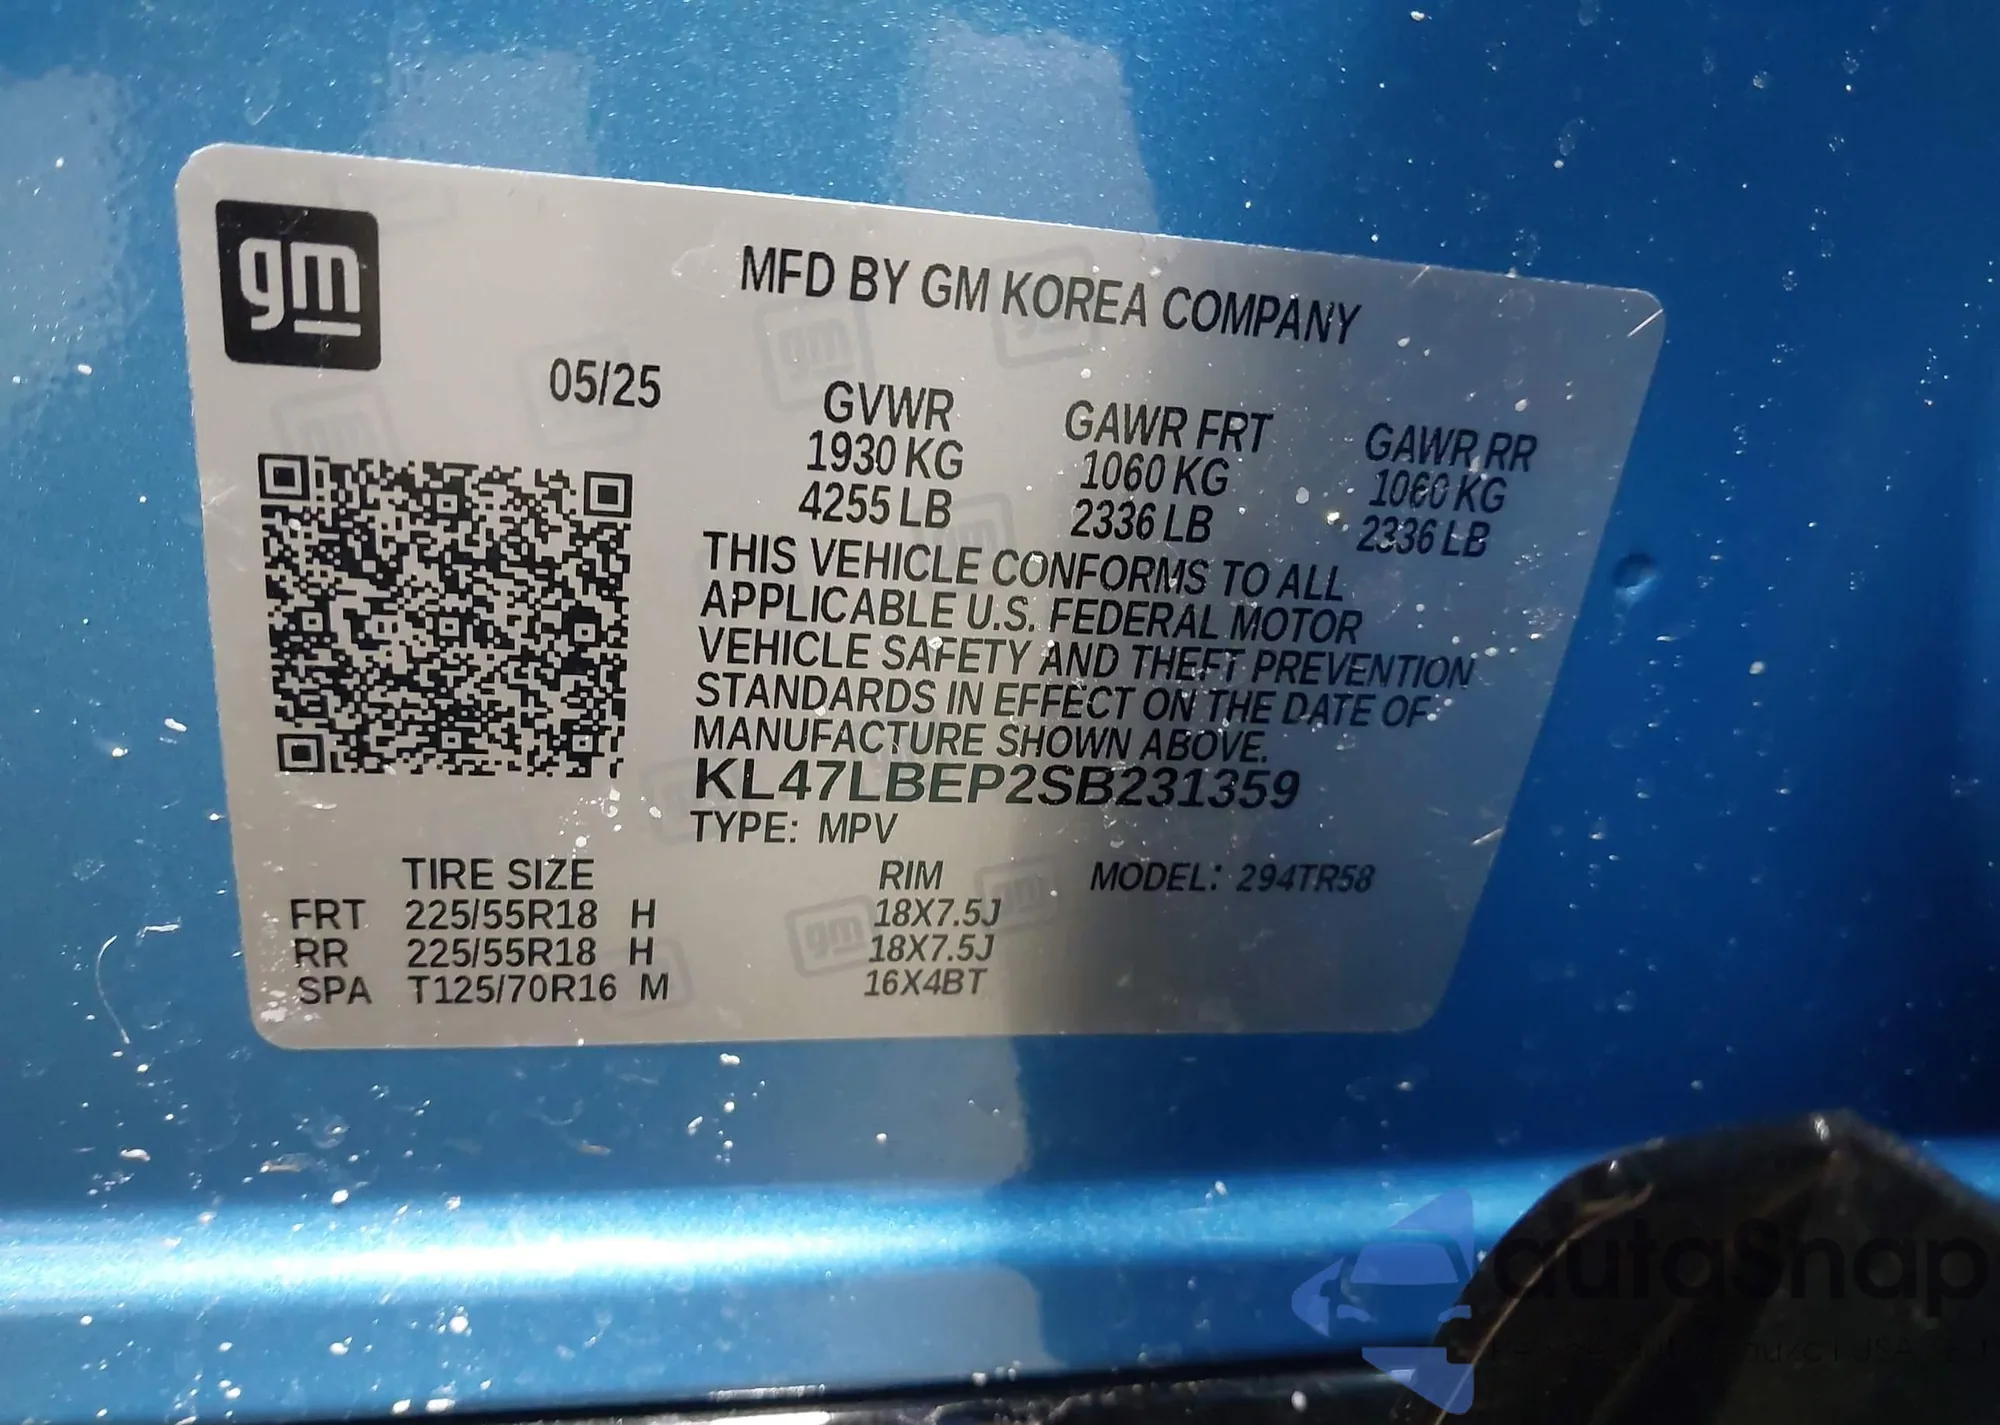 gm
MFD BY GM KOREA COMPANY
05/25
GVWR GAWR FRT GAWR RR
1930 KG 1060 KG 1060 KG
4255 LB 2336 LB 2336 LB
THIS VEHICLE CONFORMS TO ALL
APPLICABLE U.S. FEDERAL MOTOR
VEHICLE SAFETY AND THEFT PREVENTION
STANDARDS IN EFFECT ON THE DATE OF
MANUFACTURE SHOWN ABOVE.
KL47LBEP2SB231359
TYPE: MPV
TIRE SIZE RIM MODEL: 294TR58
FRT 225/55R18 H 18X7.5J
RR 225/55R18 H 18X7.5J
SPA T125/70R16 M 16X4BT
autaSnap